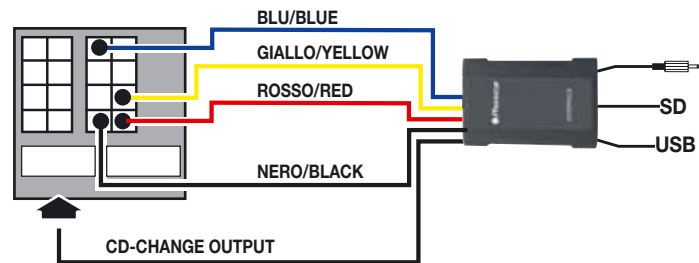 BLU/BLUE
GIALLO/YELLOW
ROSSO/RED
SD
USB
NERO/BLACK
CD-CHANGE OUTPUT